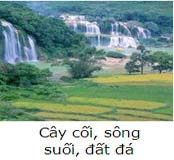 Cây cối, sông
suối, đất đá